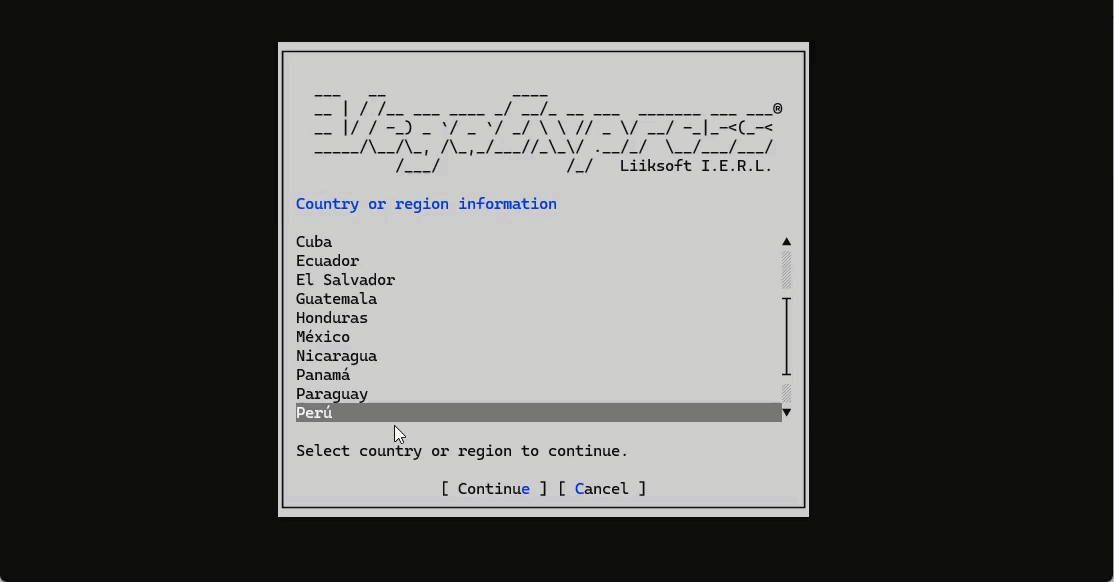 Liiksoft I.E.R.L.
Country or region information
Cuba
Ecuador
El Salvador
Guatemala
Honduras
México
Nicaragua
Panamá
Paraguay
Perú
Select country or region to continue.
[ Continue ] [ Cancel ]